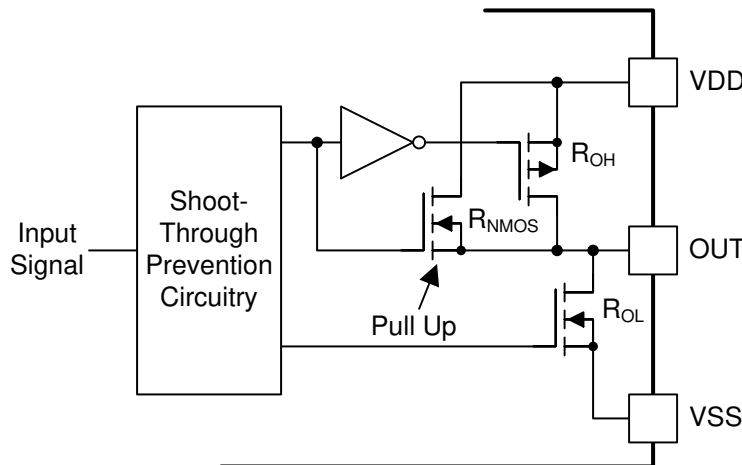 VDD
R_OH
Shoot-
Through
Prevention
Circuitry
R_NMOS
Input
Signal
OUT
R_OL
Pull Up
VSS